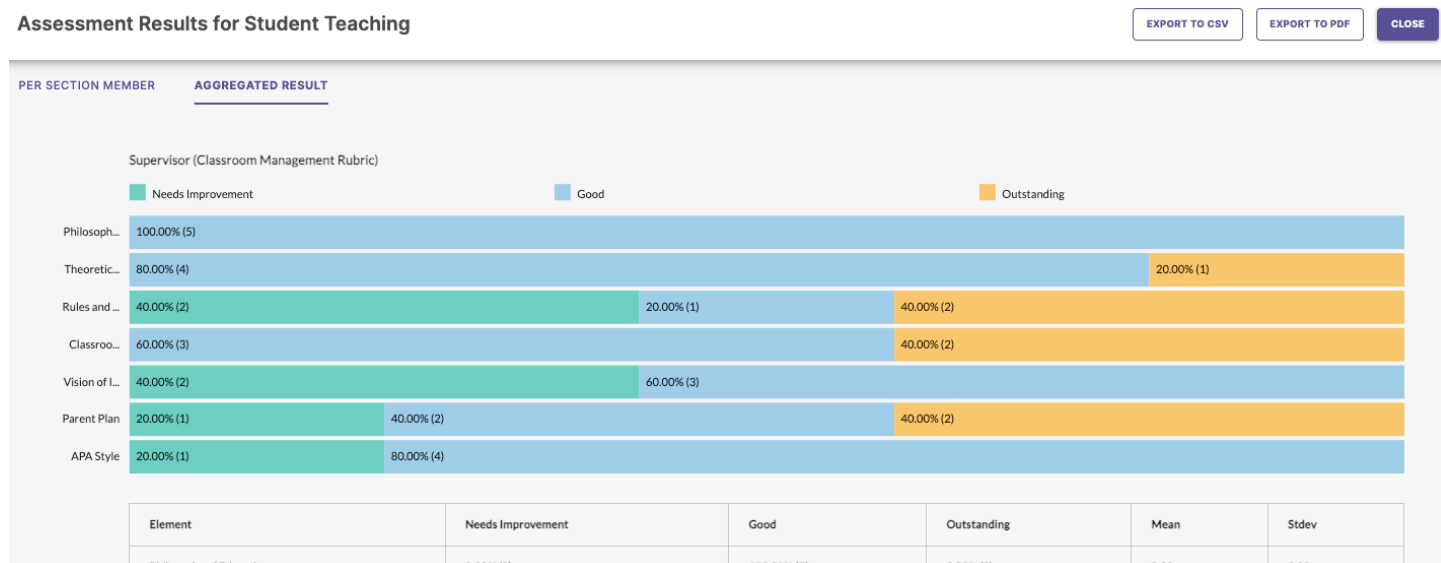 Assessment Results for Student Teaching
EXPORT TO CSV
EXPORT TO PDF
CLOSE
PER SECTION MEMBER
AGGREGATED RESULT
Supervisor (Classroom Management Rubric)
Needs Improvement
Good
Outstanding
Philosoph... 100.00% (5)
Theoretic... 80.00% (4) 20.00% (1)
Rules and ... 40.00% (2) 20.00% (1) 40.00% (2)
Classroo... 60.00% (3) 40.00% (2)
Vision of I... 40.00% (2) 60.00% (3)
Parent Plan 20.00% (1) 40.00% (2) 40.00% (2)
APA Style 20.00% (1) 80.00% (4)
Element Needs Improvement Good Outstanding Mean Stdev